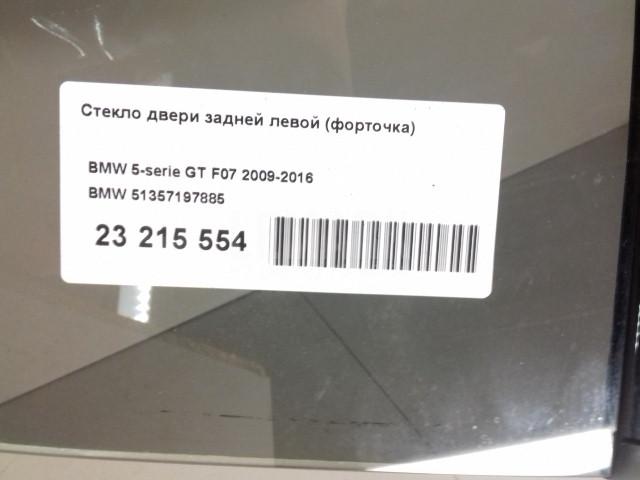 Стекло двери задней левой (форточка)
BMW 5-serie GT F07 2009-2016
BMW 51357197885
23 215 554